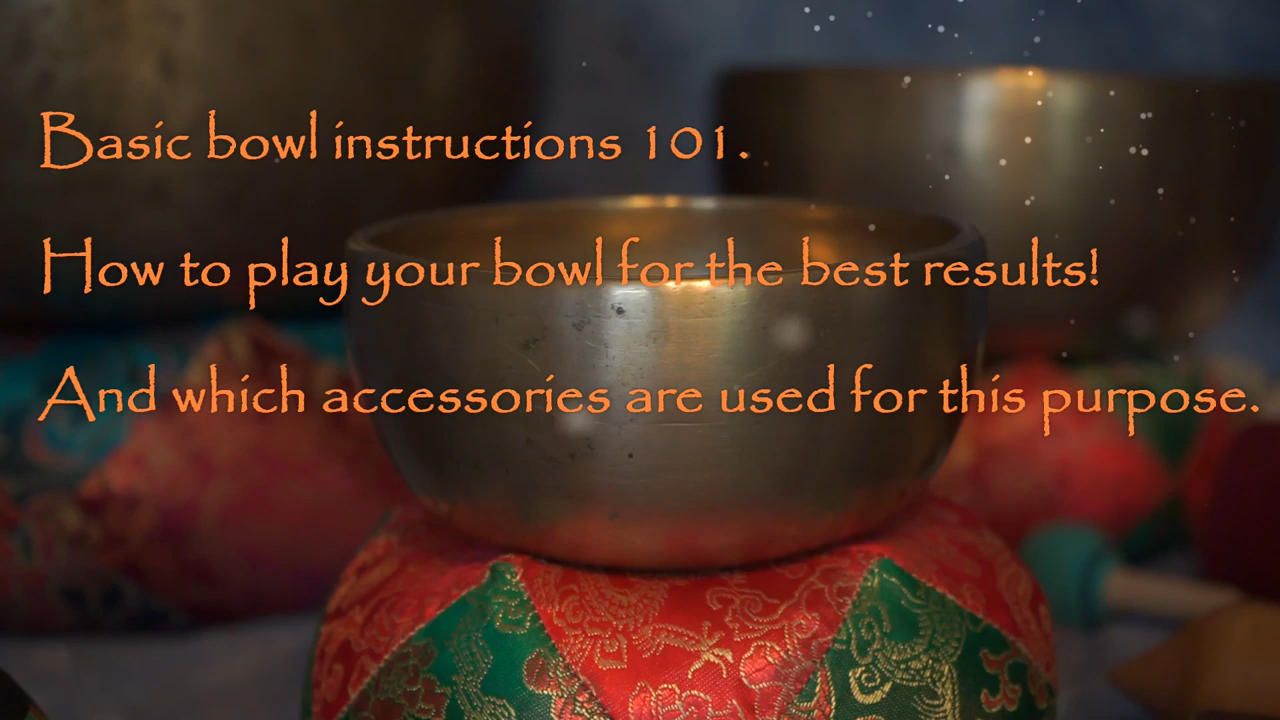 Basic bowl instructions 101.
How to play your bowl for the best results!
And which accessories are used for this purpose.